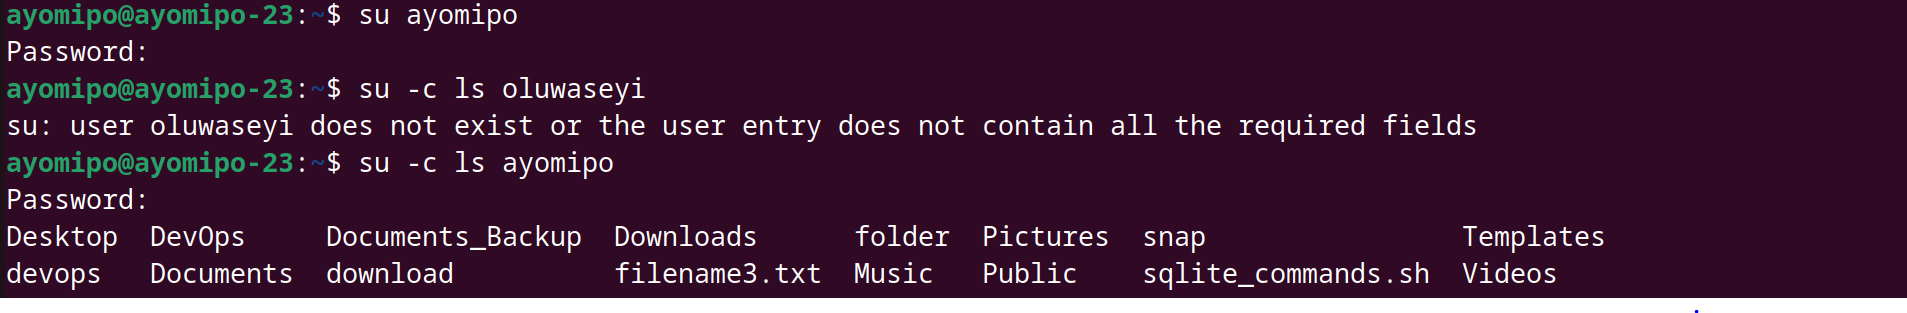 ayomipo@ayomipo-23:~$ su ayomipo
Password:
ayomipo@ayomipo-23:~$ su -c ls oluwaseyi
su: user oluwaseyi does not exist or the user entry does not contain all the required fields
ayomipo@ayomipo-23:~$ su -c ls ayomipo
Password:
Desktop  DevOps     Documents_Backup  Downloads      folder  Pictures  snap                Templates
devops   Documents  download          filename3.txt  Music   Public    sqlite_commands.sh  Videos